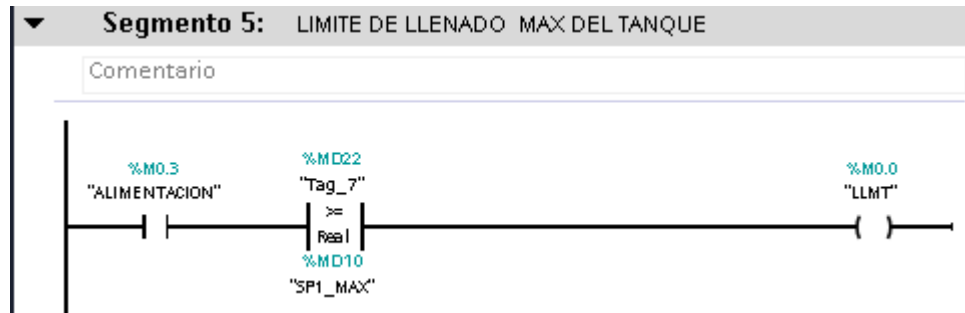 Segmento 5: LIMITE DE LLENADO MAX DEL TANQUE
Comentario
%M0.3
"ALIMENTACION"
%MD22
"Tag_7"
>=
Real
%MD10
"SP1_MAX"
%M0.0
"LLMT"